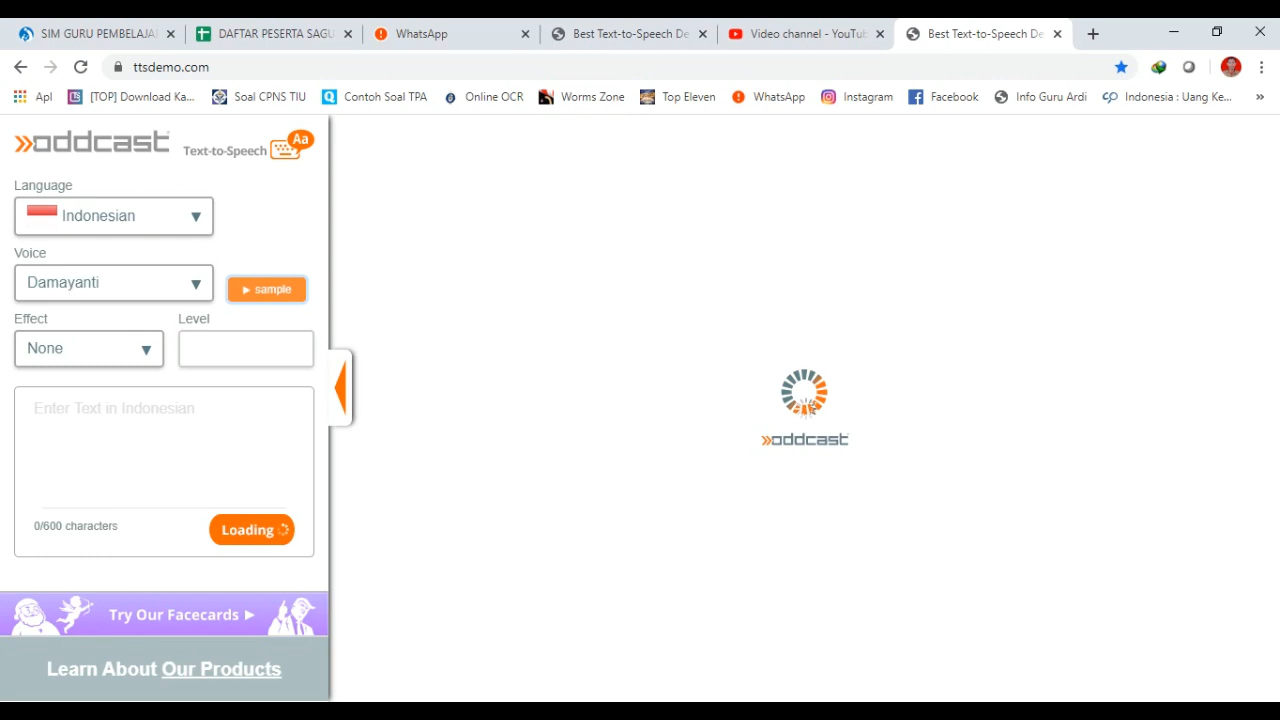 SIM GURU PEMBELAJA
DAFTAR PESERTA SAGU
WhatsApp
Best Text-to-Speech De
Video channel - YouTub
Best Text-to-Speech De
ttsdemo.com
Apl
[TOP] Download Ka...
Soal CPNS TIU
Contoh Soal TPA
Online OCR
Worms Zone
Top Eleven
WhatsApp
Instagram
Facebook
Info Guru Ardi
Indonesia : Uang Ke...
»oddcast
Text-to-Speech
Aa
Language
Indonesian
Voice
Damayanti
sample
Effect
Level
None
Enter Text in Indonesian
0/600 characters
Loading
»oddcast
Try Our Facecards
Learn About Our Products